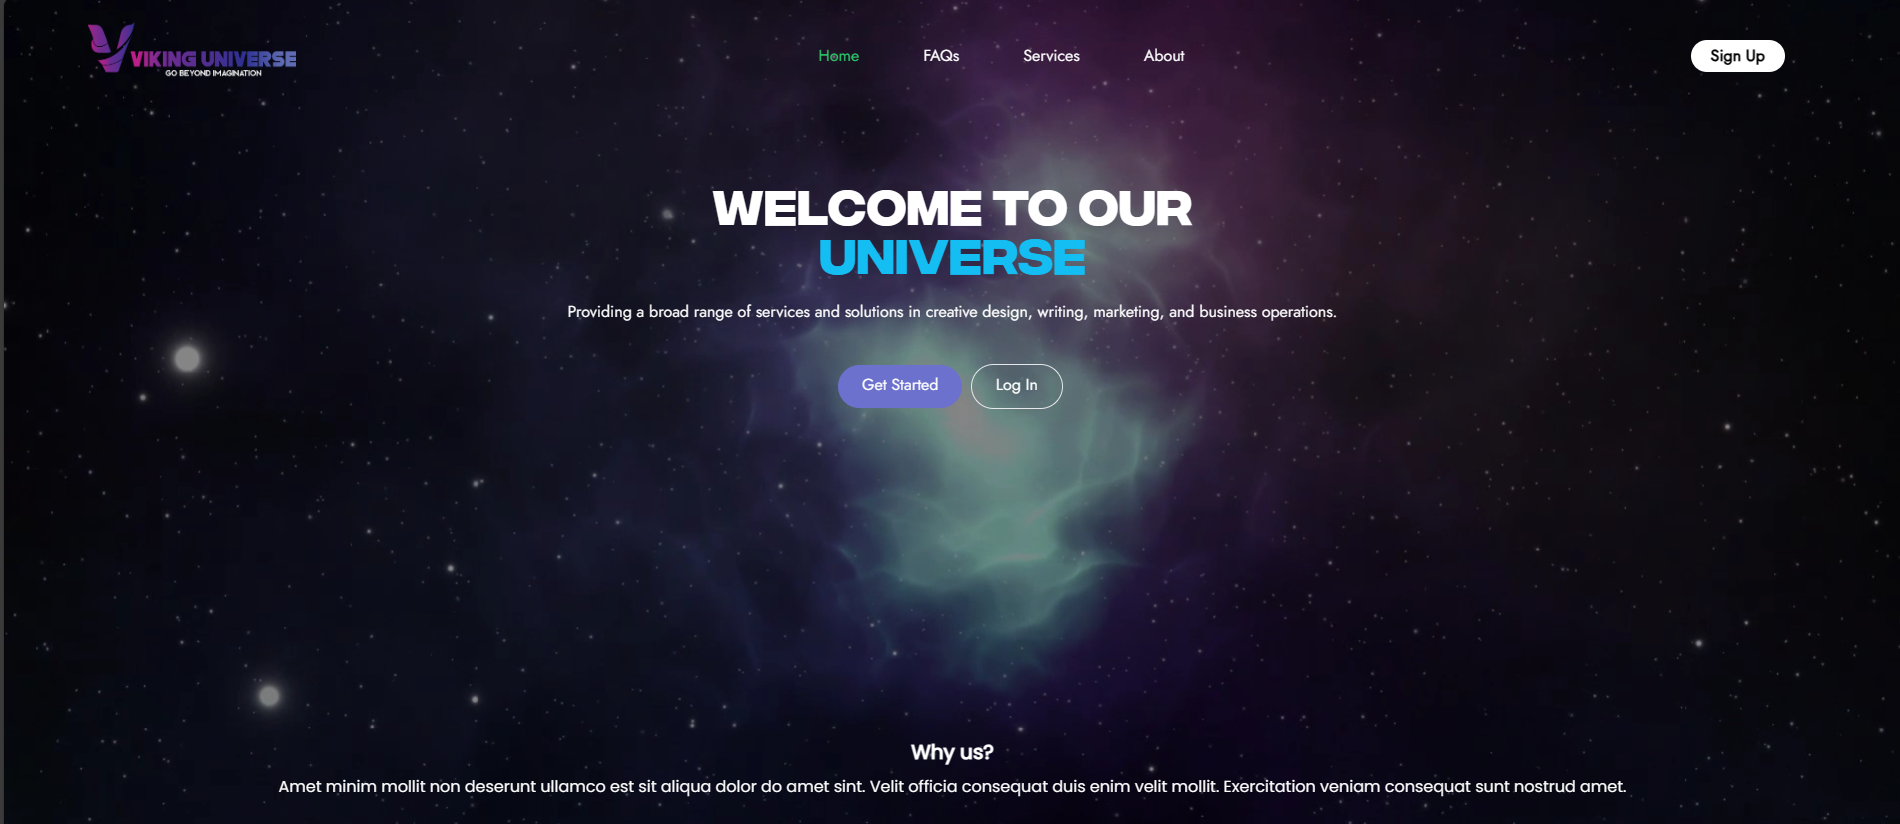 VIKING UNIVERSE
GO BEYOND IMAGINATION
Home
FAQs
Services
About
Sign Up
WELCOME TO OUR
UNIVERSE
Providing a broad range of services and solutions in creative design, writing, marketing, and business operations.
Get Started
Log In
Why us?
Amet minim mollit non deserunt ullamco est sit aliqua dolor do amet sint. Velit officia consequat duis enim velit mollit. Exercitation veniam consequat sunt nostrud amet.